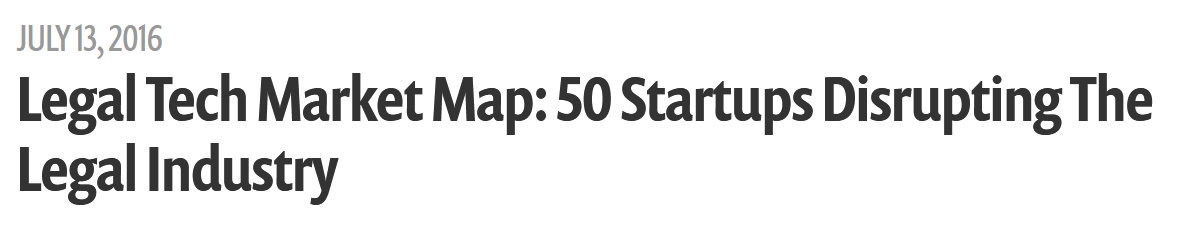 JULY 13, 2016
Legal Tech Market Map: 50 Startups Disrupting The
Legal Industry